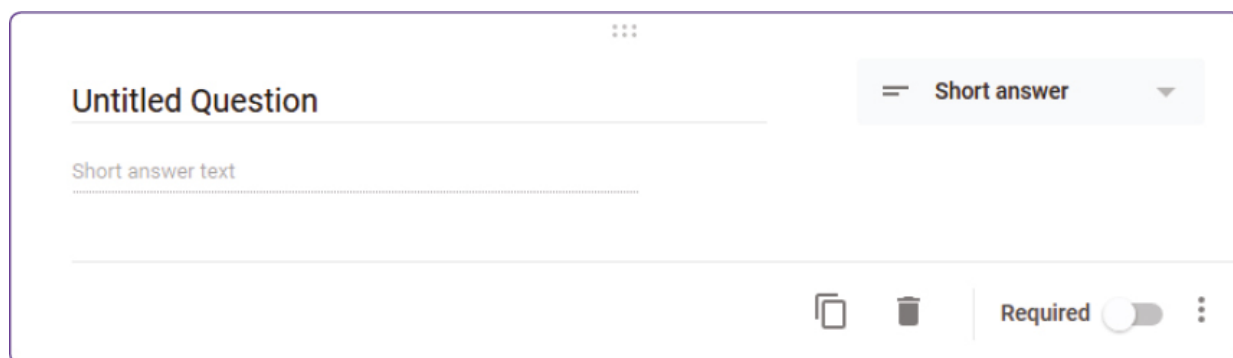 Untitled Question
Short answer
Short answer text
Required